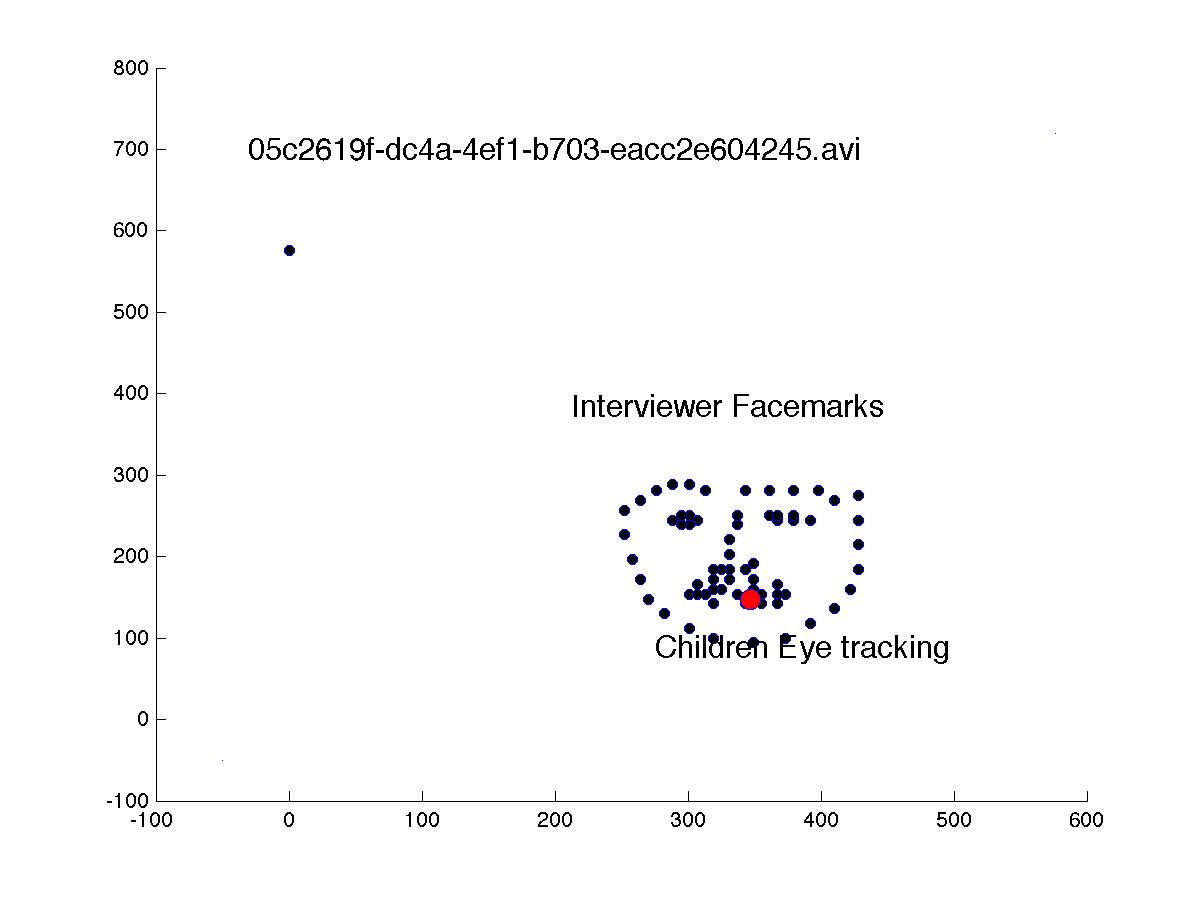 800
05c2619f-dc4a-4ef1-b703-eacc2e604245.avi
700
600
500
400
Interviewer Facemarks
300
200
100
Children Eye tracking
0
-100
-100 0 100 200 300 400 500 600